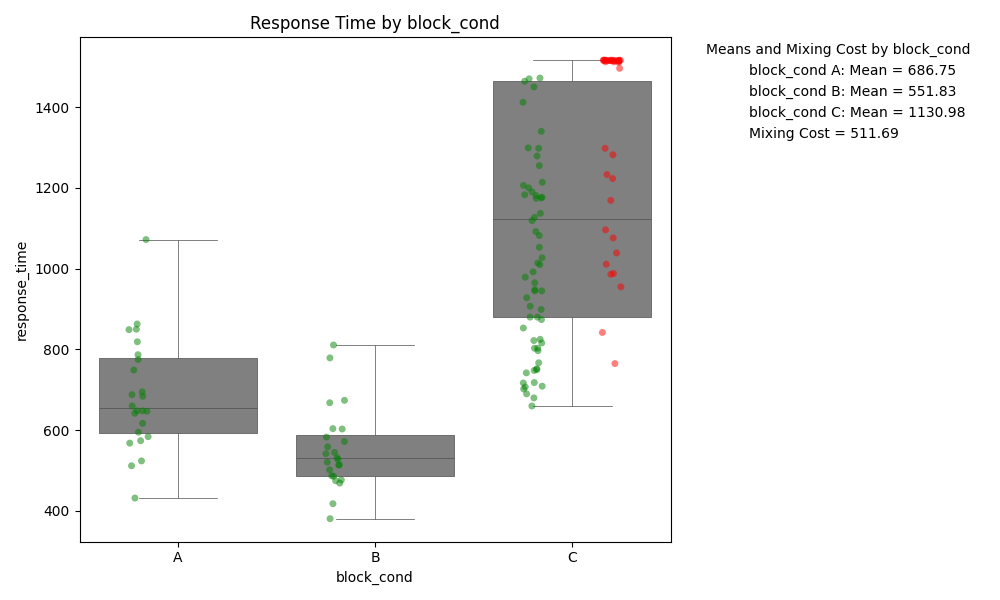 Response Time by block_cond
Means and Mixing Cost by block_cond
block_cond A: Mean = 686.75
block_cond B: Mean = 551.83
block_cond C: Mean = 1130.98
Mixing Cost = 511.69
response_time
1400
1200
1000
800
600
400
A
B
C
block_cond